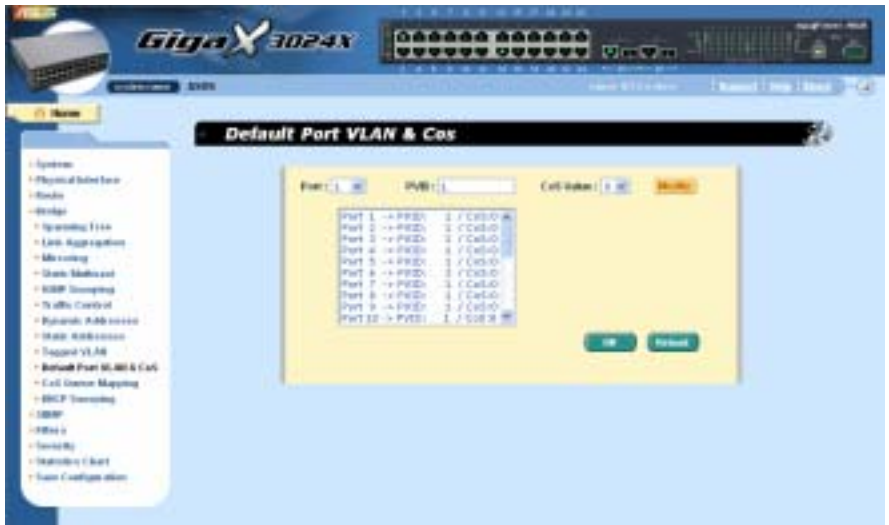 GigaX 3024X
Home
Default Port VLAN & Cos
System
Physical Interface
Route
Bridge
Spanning Tree
Link Aggregation
Mirroring
Static Multicast
IGMP Snooping
Traffic Control
Dynamic Addresses
Static Addresses
Tagged VLAN
Default Port VLAN & CoS
CoS Queue Mapping
DHCP Snooping
SNMP
Filters
Security
Statistics Chart
Save Configuration
Port: 1 PVID: 1 CoS Value: Modify
Port 1 -> PVID: 1 / CoS:0
Port 2 -> PVID: 1 / CoS:0
Port 3 -> PVID: 1 / CoS:0
Port 4 -> PVID: 1 / CoS:0
Port 5 -> PVID: 1 / CoS:0
Port 6 -> PVID: 1 / CoS:0
Port 7 -> PVID: 1 / CoS:0
Port 8 -> PVID: 1 / CoS:0
Port 9 -> PVID: 1 / CoS:0
Port 10 -> PVID: 1 / CoS:0
OK Reload